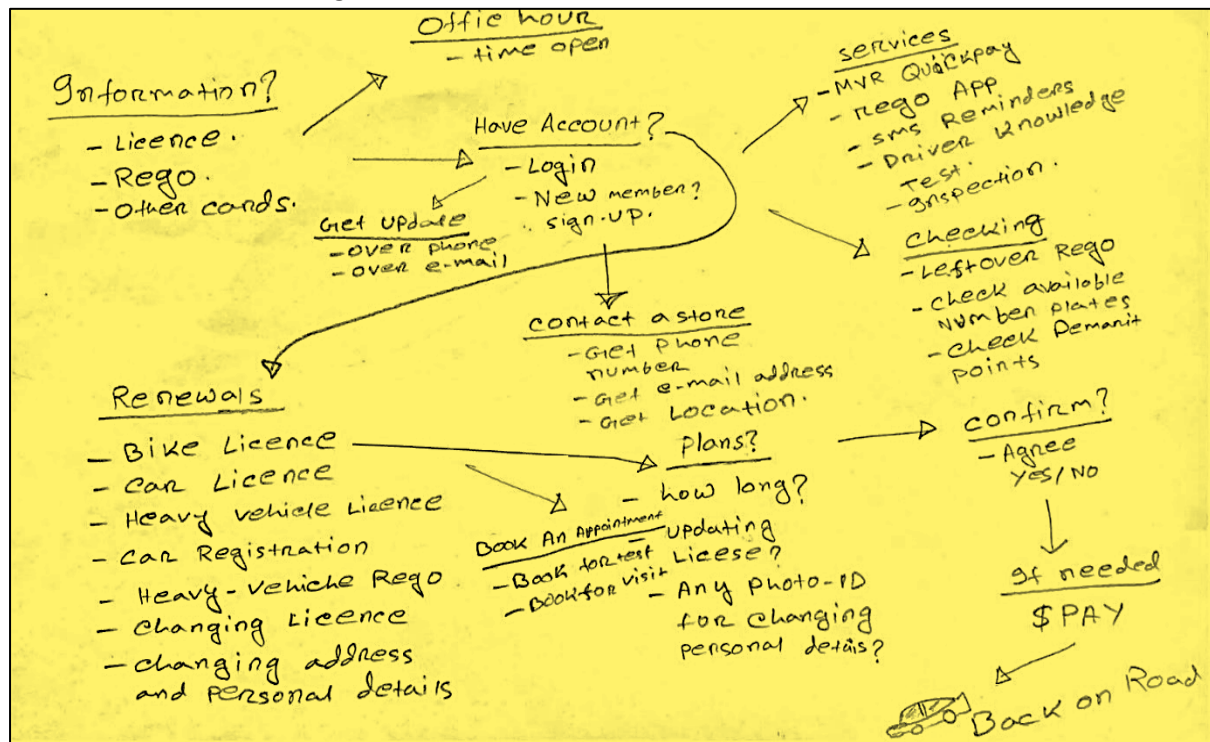 Offic hour
- time open
Information?
- Licence.
- Rego.
- Other cards.
Have Account?
- Login
- New member?
sign-up.
Get update
- over phone
- over e-mail
services
- MVR Quickpay
- Rego App
- SMS Reminders
- Driver Knowledge
Test.
- Inspection.
Checking
- Leftover Rego
- Check available
Number plates
- Check Demarit
points
Contact a store
- Get phone
number
- Get e-mail address
- Get Location.
Renewals
- Bike Licence
- Car Licence
- Heavy vehicle Licence
- Car Registration
- Heavy-Vehiche Rego
- Changing Licence
- Changing address
and personal details
Plans?
- how long?
- updating
Licese?
- Any photo-ID
for changing
personal detais?
Book An Appointment
- Book for test
- Book for visit
Confirm?
- Agree
Yes/No
If needed
$ PAY
Back on Road